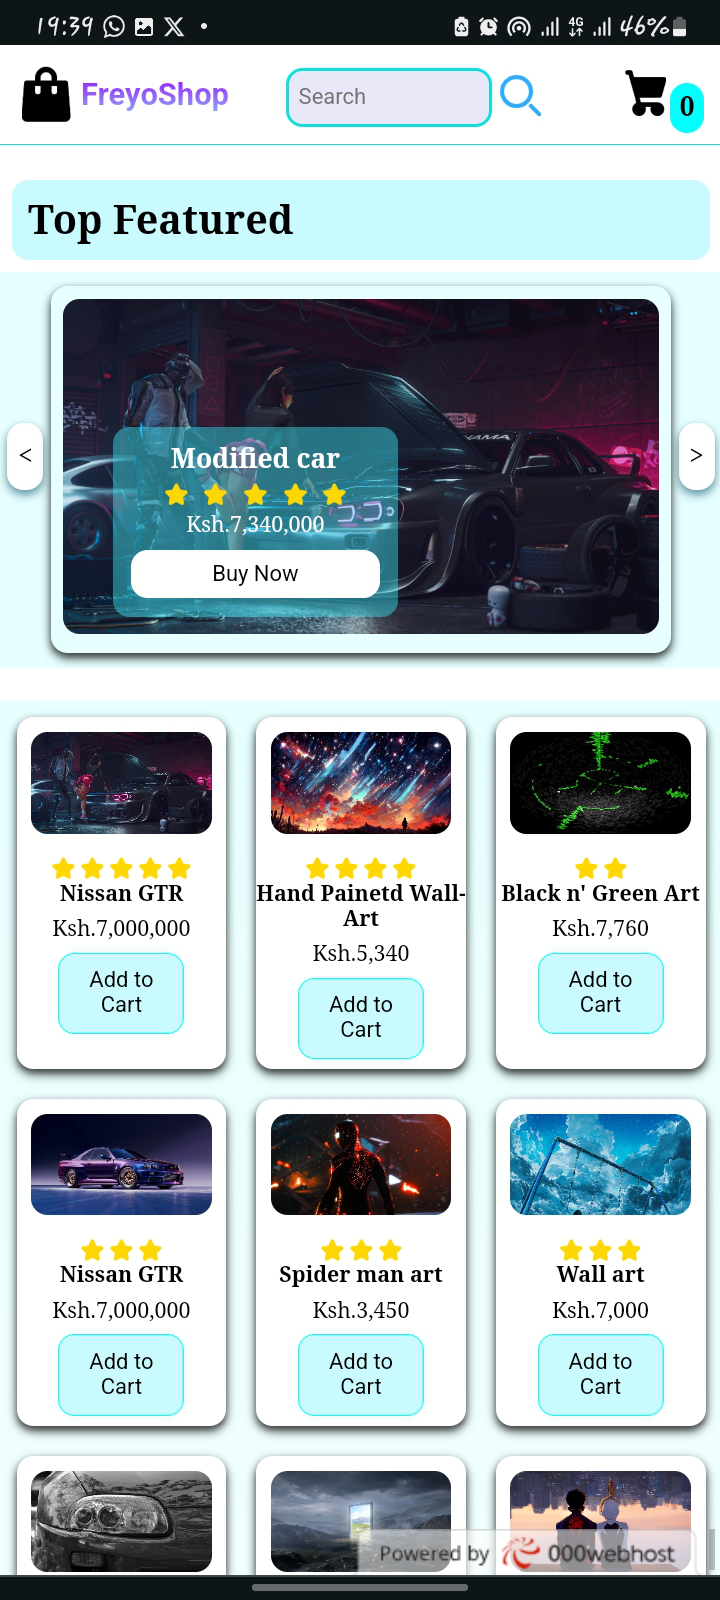 19:39
4G
46%
FreyoShop
Search
0
Top Featured
<
>
Modified car
Ksh.7,340,000
Buy Now
Nissan GTR
Ksh.7,000,000
Add to
Cart
Hand Painetd Wall-
Art
Ksh.5,340
Add to
Cart
Black n' Green Art
Ksh.7,760
Add to
Cart
Nissan GTR
Ksh.7,000,000
Add to
Cart
Spider man art
Ksh.3,450
Add to
Cart
Wall art
Ksh.7,000
Add to
Cart
Powered by 000webhost